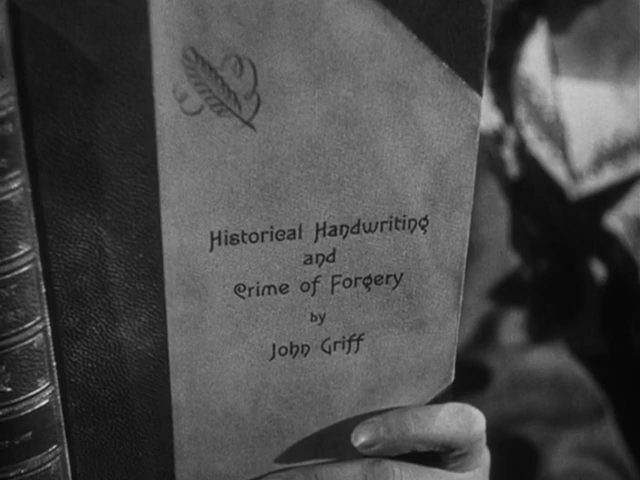 Historical Handwriting
and
Crime of Forgery
by
John Griff